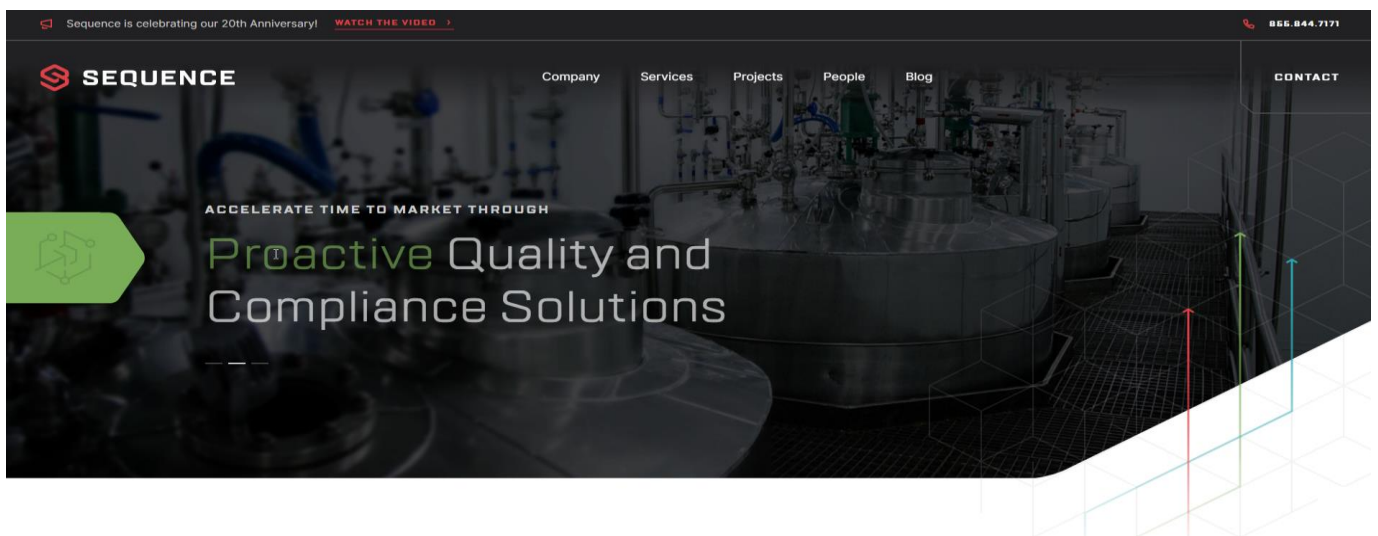 Sequence is celebrating our 20th Anniversary! WATCH THE VIDEO
855.844.7171
SEQUENCE
Company Services Projects People Blog
CONTACT
ACCELERATE TIME TO MARKET THROUGH
Proactive Quality and
Compliance Solutions